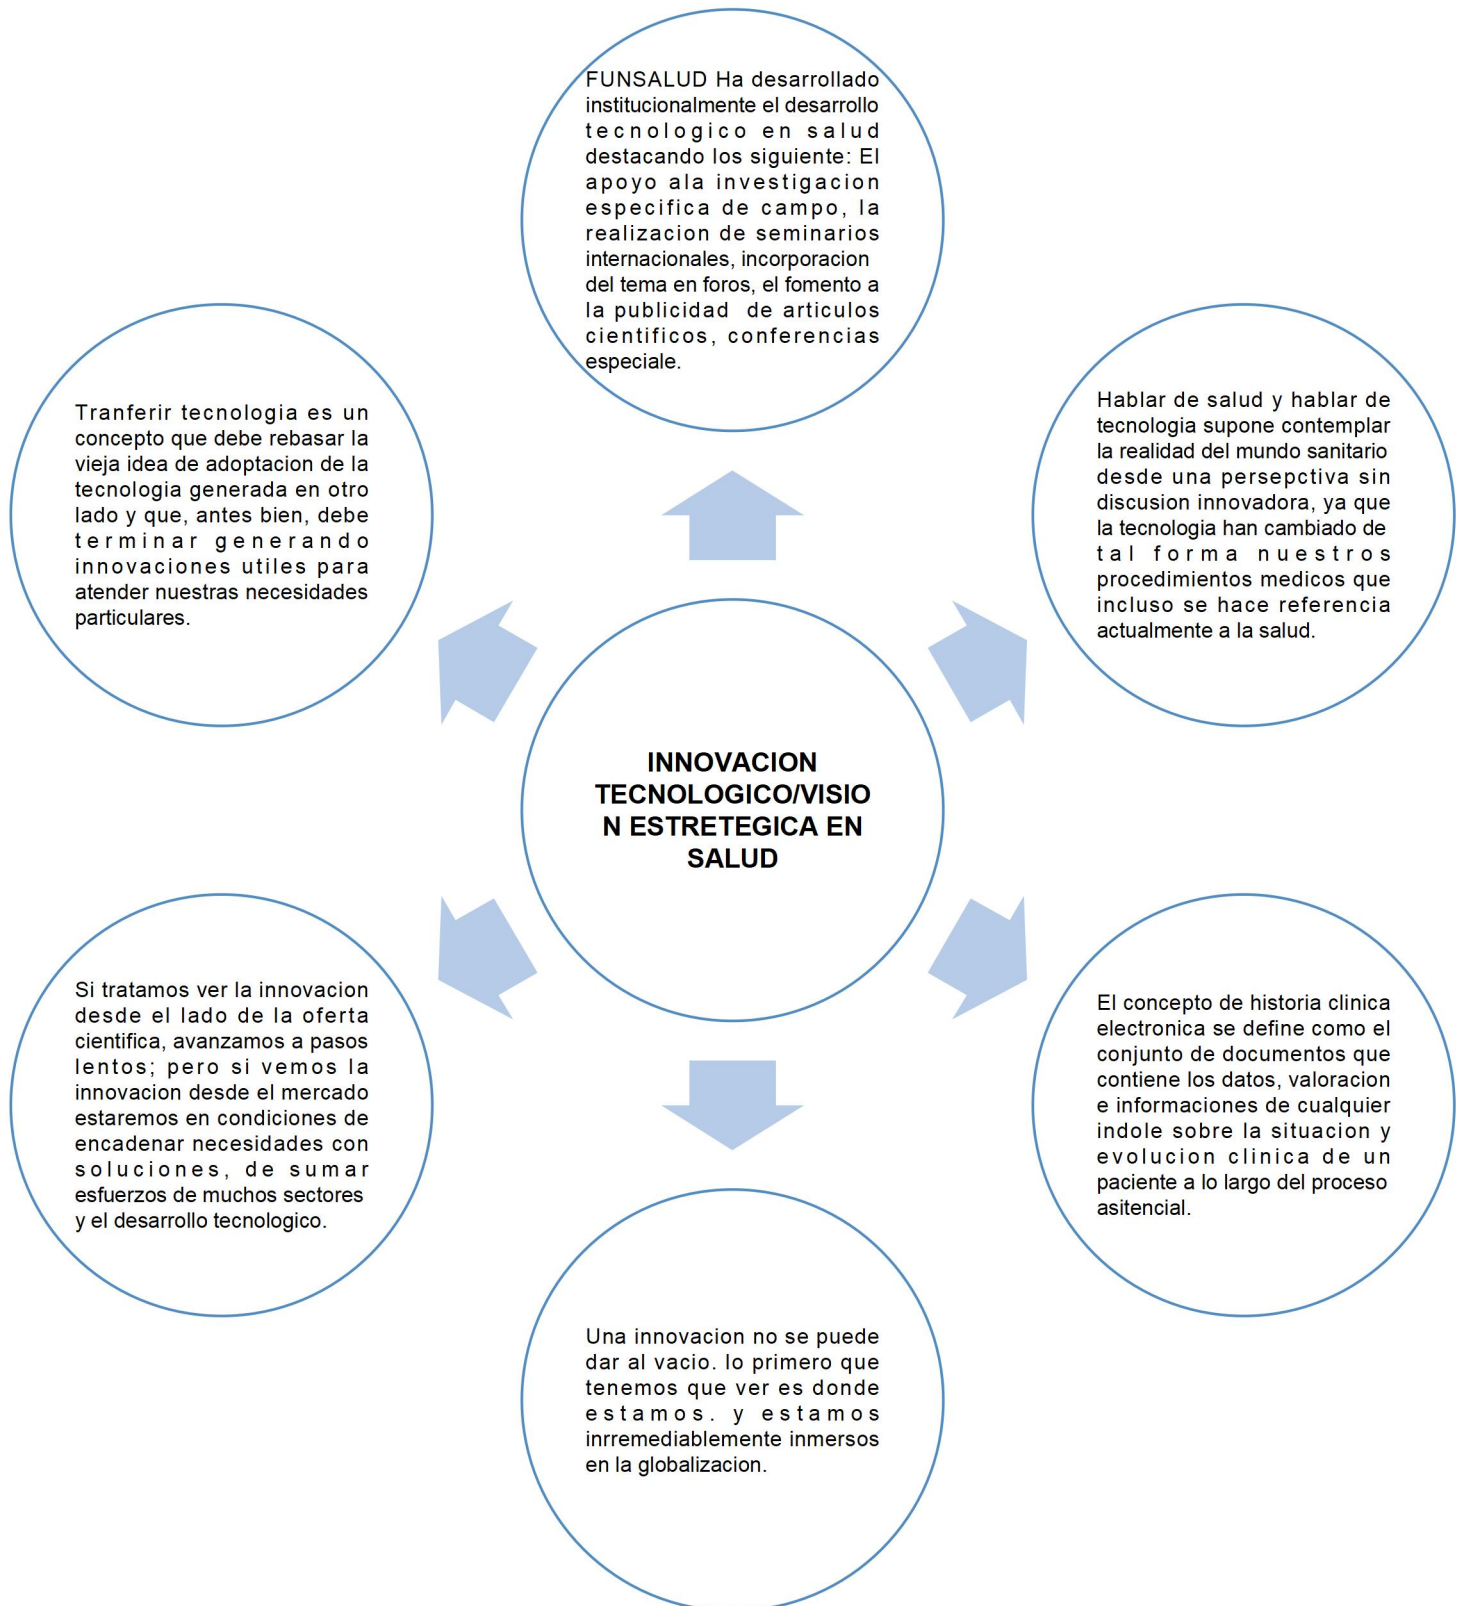 FUNSALUD Ha desarrollado
institucionalmente el desarrollo
tecnologico en salud
destacando los siguiente: El
apoyo ala investigacion
especifica de campo, la
realizacion de seminarios
internacionales, incorporacion
del tema en foros, el fomento a
la publicidad de articulos
cientificos, conferencias
especiale.
Tranferir tecnologia es un
concepto que debe rebasar la
vieja idea de adoptacion de la
tecnologia generada en otro
lado y que, antes bien, debe
terminar generando
innovaciones utiles para
atender nuestras necesidades
particulares.
Hablar de salud y hablar de
tecnologia supone contemplar
la realidad del mundo sanitario
desde una persepctiva sin
discusion innovadora, ya que
la tecnologia han cambiado de
tal forma nuestros
procedimientos medicos que
incluso se hace referencia
actualmente a la salud.
INNOVACION
TECNOLOGICO/VISIO
N ESTRETEGICA EN
SALUD
Si tratamos ver la innovacion
desde el lado de la oferta
cientifica, avanzamos a pasos
lentos; pero si vemos la
innovacion desde el mercado
estaremos en condiciones de
encadenar necesidades con
soluciones, de sumar
esfuerzos de muchos sectores
y el desarrollo tecnologico.
El concepto de historia clinica
electronica se define como el
conjunto de documentos que
contiene los datos, valoracion
e informaciones de cualquier
indole sobre la situacion y
evolucion clinica de un
paciente a lo largo del proceso
asitencial.
Una innovacion no se puede
dar al vacio. lo primero que
tenemos que ver es donde
estamos. y estamos
inrremediablemente inmersos
en la globalizacion.